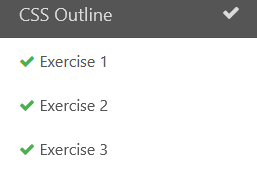 CSS Outline
Exercise 1
Exercise 2
Exercise 3